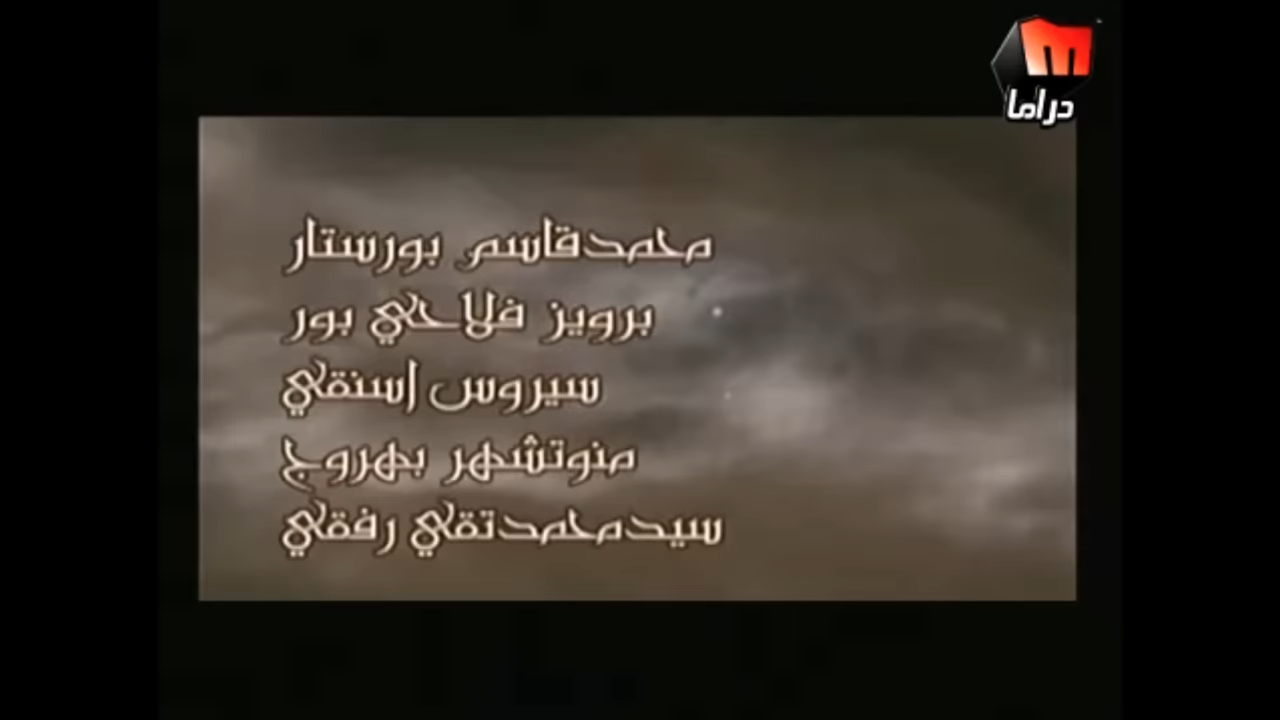 m
دراما
محمدقاسم بورستار
برويز فلاحي بور
سيروس اسنقي
منوتشهر بهروج
سيدمحمدتقي رفقي